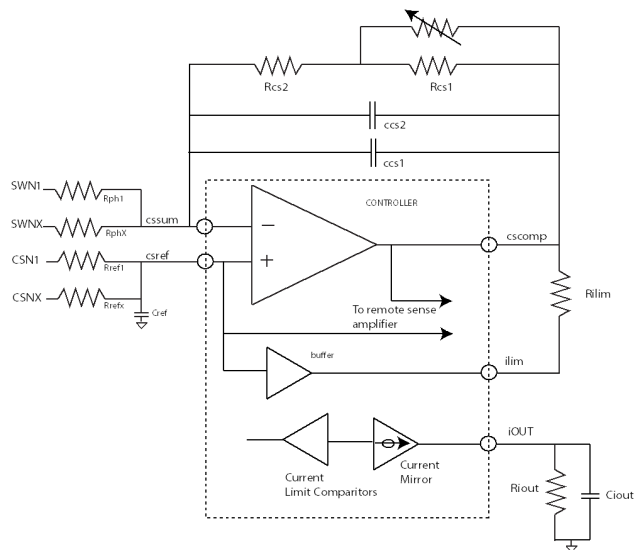 Rcs2
Rcs1
ccs2
ccs1
SWN1
Rph1
SWNX
RphX
cssum
CONTROLLER
CSN1
Rref1
csref
cscomp
CSNX
Rrefx
Cref
Rilim
To remote sense
amplifier
buffer
ilim
iOUT
Current
Limit Comparitors
Current
Mirror
Riout
Ciout